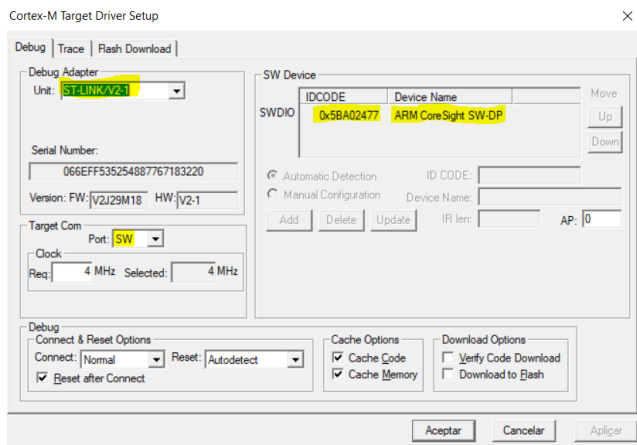 Cortex-M Target Driver Setup
Debug Trace Flash Download
Debug Adapter
Unit: ST-LINK/V2-1
Serial Number:
066EFF535254887767183220
Version: FW: V2J29M18 HW: V2-1
Target Com
Port: SW
Clock
Req: 4 MHz Selected: 4 MHz
SW Device
IDCODE Device Name Move
SWDIO 0x5BA02477 ARM CoreSight SW-DP Up
Down
Automatic Detection ID CODE:
Manual Configuration Device Name:
Add Delete Update IR len: AP: 0
Debug
Connect & Reset Options
Connect: Normal Reset: Autodetect
Reset after Connect
Cache Options
Cache Code
Cache Memory
Download Options
Verify Code Download
Download to Flash
Aceptar Cancelar Aplicar